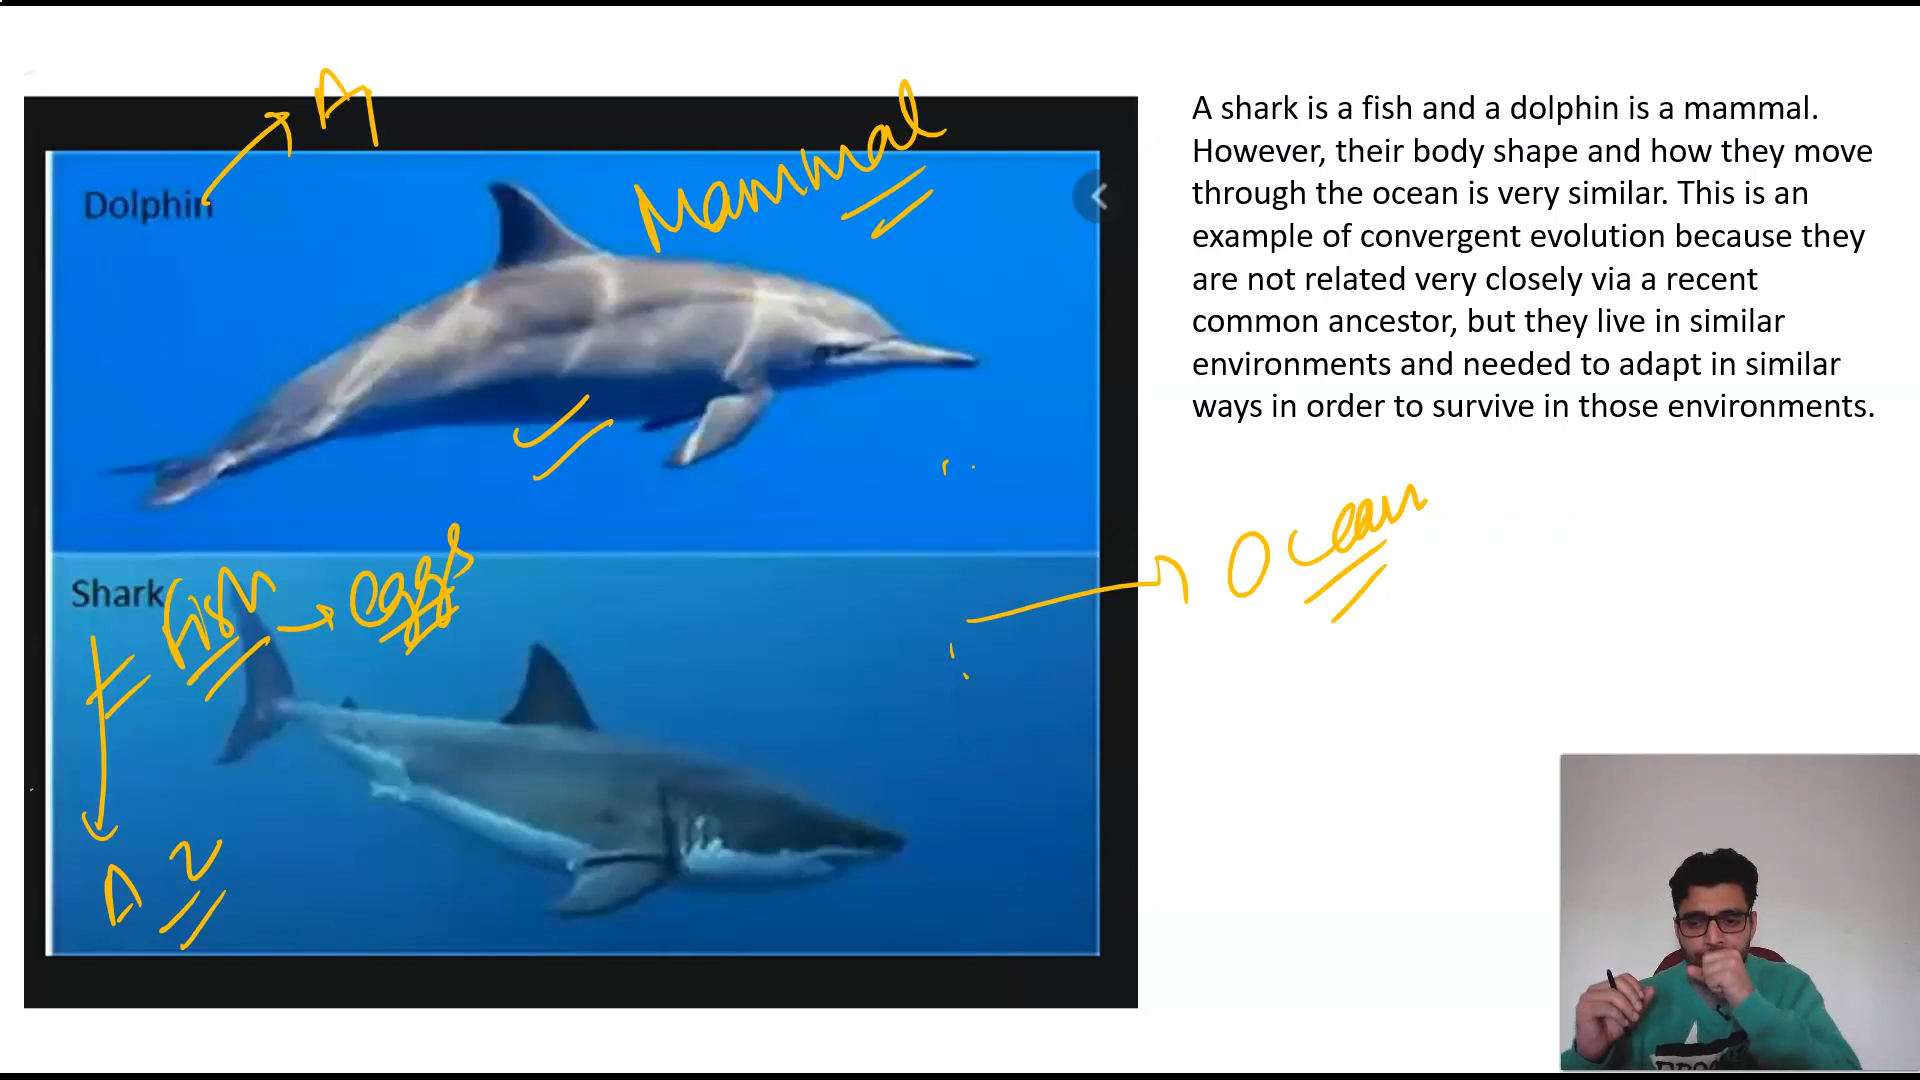 A shark is a fish and a dolphin is a mammal.
However, their body shape and how they move
through the ocean is very similar. This is an
example of convergent evolution because they
are not related very closely via a recent
common ancestor, but they live in similar
environments and needed to adapt in similar
ways in order to survive in those environments.
Dolphin
Mammal
Shark
Fish → eggs
Ocean